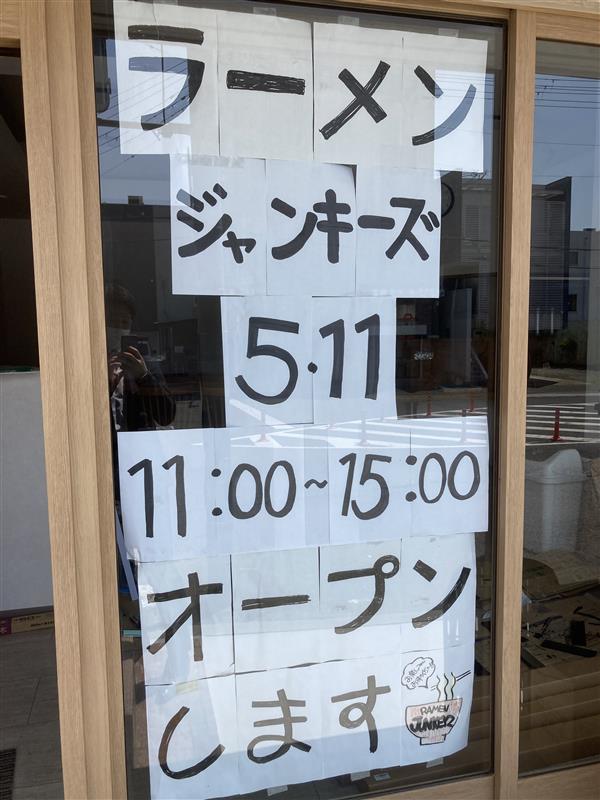 ラーメン
ジャンキーズ
5.11
11:00~15:00
オープン
します
RAMEN
JUNKIES